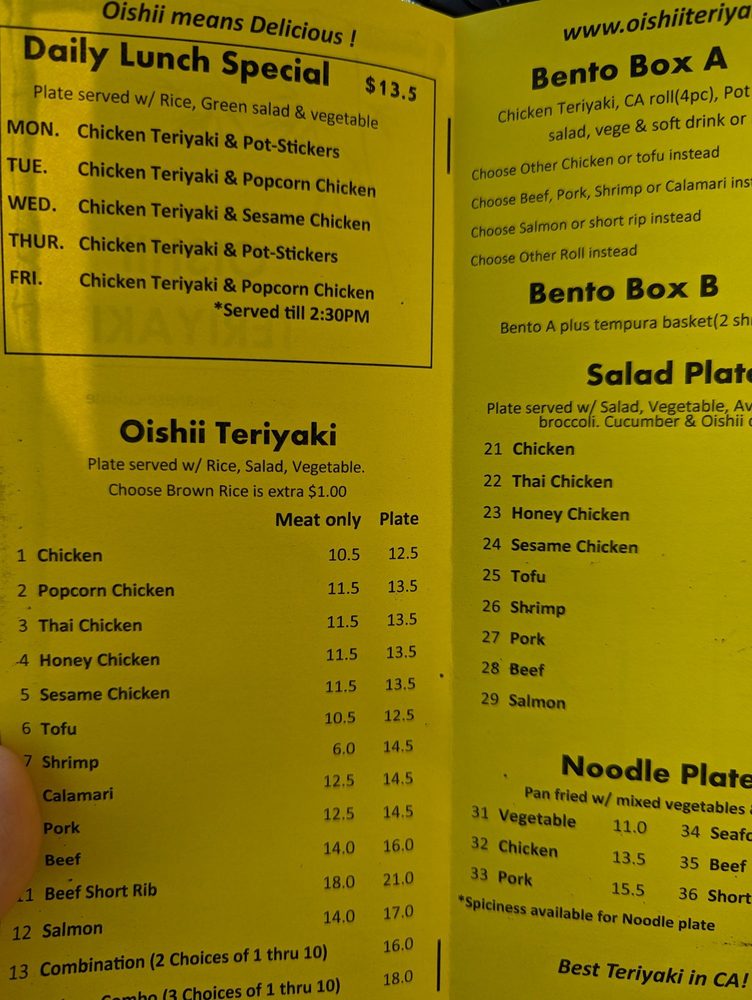 Oishii means Delicious !
Daily Lunch Special $13.5
Plate served w/ Rice, Green salad & vegetable
MON. Chicken Teriyaki & Pot-Stickers
TUE. Chicken Teriyaki & Popcorn Chicken
WED. Chicken Teriyaki & Sesame Chicken
THUR. Chicken Teriyaki & Pot-Stickers
FRI. Chicken Teriyaki & Popcorn Chicken
*Served till 2:30PM
Oishii Teriyaki
Plate served w/ Rice, Salad, Vegetable.
Choose Brown Rice is extra $1.00
Meat only Plate
1 Chicken 10.5 12.5
2 Popcorn Chicken 11.5 13.5
3 Thai Chicken 11.5 13.5
4 Honey Chicken 11.5 13.5
5 Sesame Chicken 11.5 13.5
6 Tofu 10.5 12.5
7 Shrimp 6.0 14.5
Calamari 12.5 14.5
Pork 12.5 14.5
Beef 14.0 16.0
11 Beef Short Rib 18.0 21.0
12 Salmon 14.0 17.0
13 Combination (2 Choices of 1 thru 10) 16.0
(3 Choices of 1 thru 10) 18.0
www.oishiiteriya
Bento Box A
Chicken Teriyaki, CA roll(4pc), Pot
salad, vege & soft drink or
Choose Other Chicken or tofu instead
Choose Beef, Pork, Shrimp or Calamari ins
Choose Salmon or short rip instead
Choose Other Roll instead
Bento Box B
Bento A plus tempura basket(2 sh
Salad Plate
Plate served w/ Salad, Vegetable, Av
broccoli. Cucumber & Oishii
21 Chicken
22 Thai Chicken
23 Honey Chicken
24 Sesame Chicken
25 Tofu
26 Shrimp
27 Pork
28 Beef
29 Salmon
Noodle Plate
Pan fried w/ mixed vegetables
31 Vegetable 11.0 34 Seafo
32 Chicken 13.5 35 Beef
33 Pork 15.5 36 Short
*Spiciness available for Noodle plate
Best Teriyaki in CA!